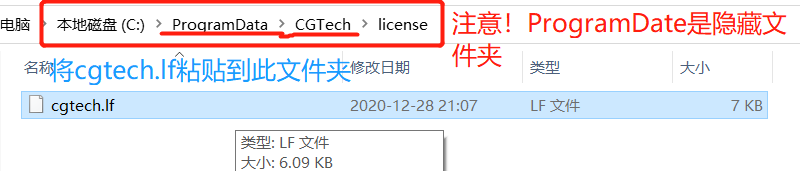 电脑 > 本地磁盘 (C:) > ProgramData > CGTech > license
注意！ProgramDate是隐藏文
件夹
名称 修改日期 类型 大小
将cgtech.lf粘贴到此文件夹
cgtech.lf 2020-12-28 21:07 LF 文件 7 KB
类型: LF 文件
大小: 6.09 KB